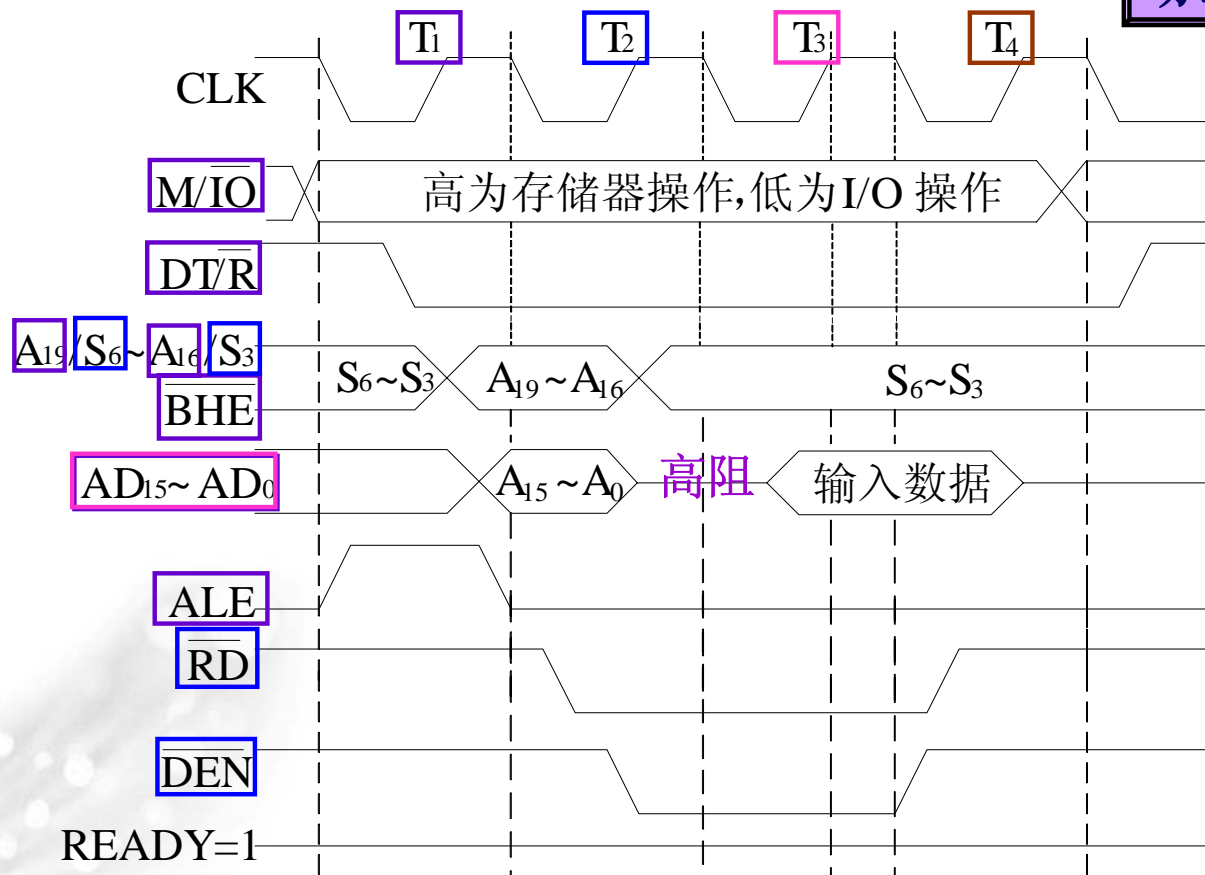 T1 T2 T3 T4
CLK
M/IO 高为存储器操作,低为I/O 操作
DT/R
A19/S6~A16/S3
S6~S3 A19~A16 S6~S3
BHE
AD15~AD0 A15~A0 高阻 输入数据
ALE
RD
DEN
READY=1